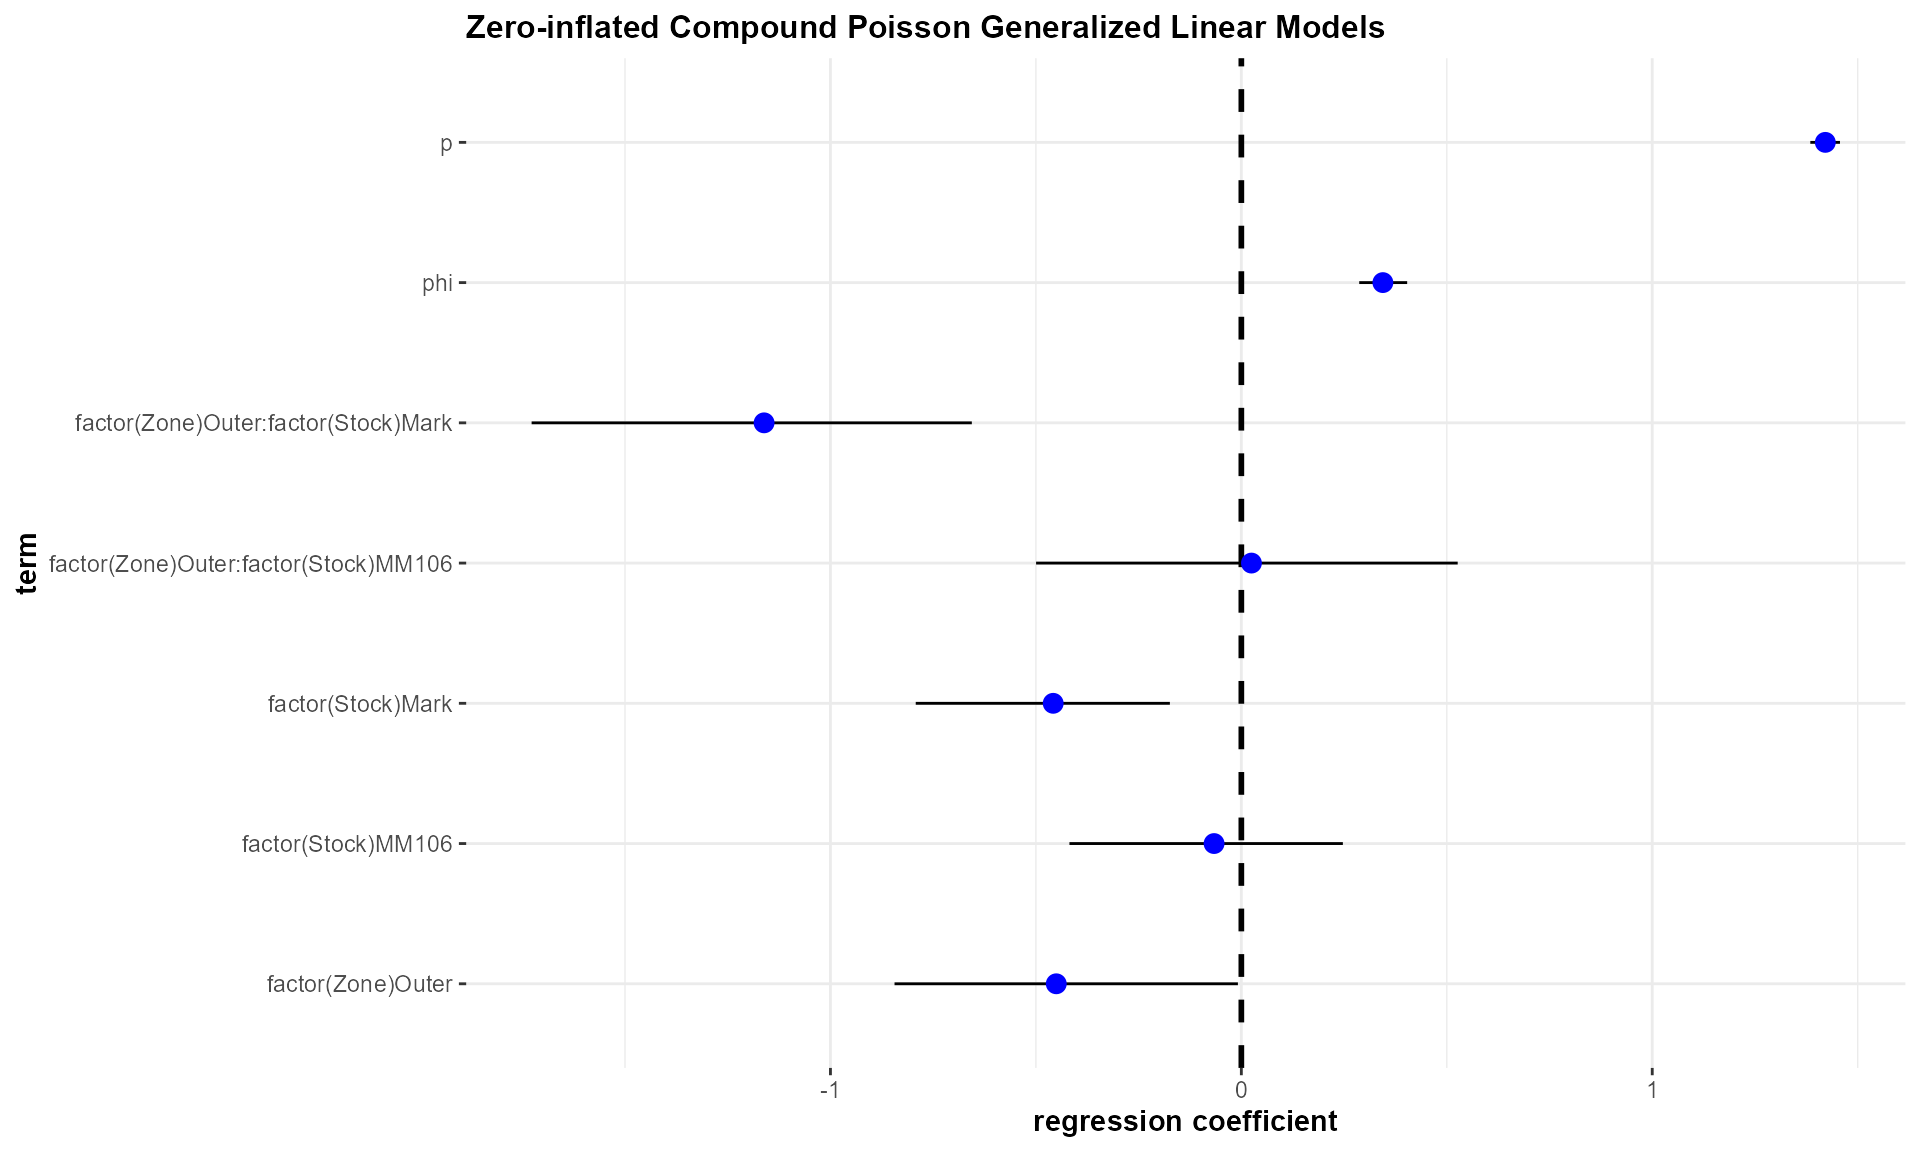 Zero-inflated Compound Poisson Generalized Linear Models
p
phi
factor(Zone)Outer:factor(Stock)Mark
factor(Zone)Outer:factor(Stock)MM106
factor(Stock)Mark
factor(Stock)MM106
factor(Zone)Outer
term
-1 0 1
regression coefficient